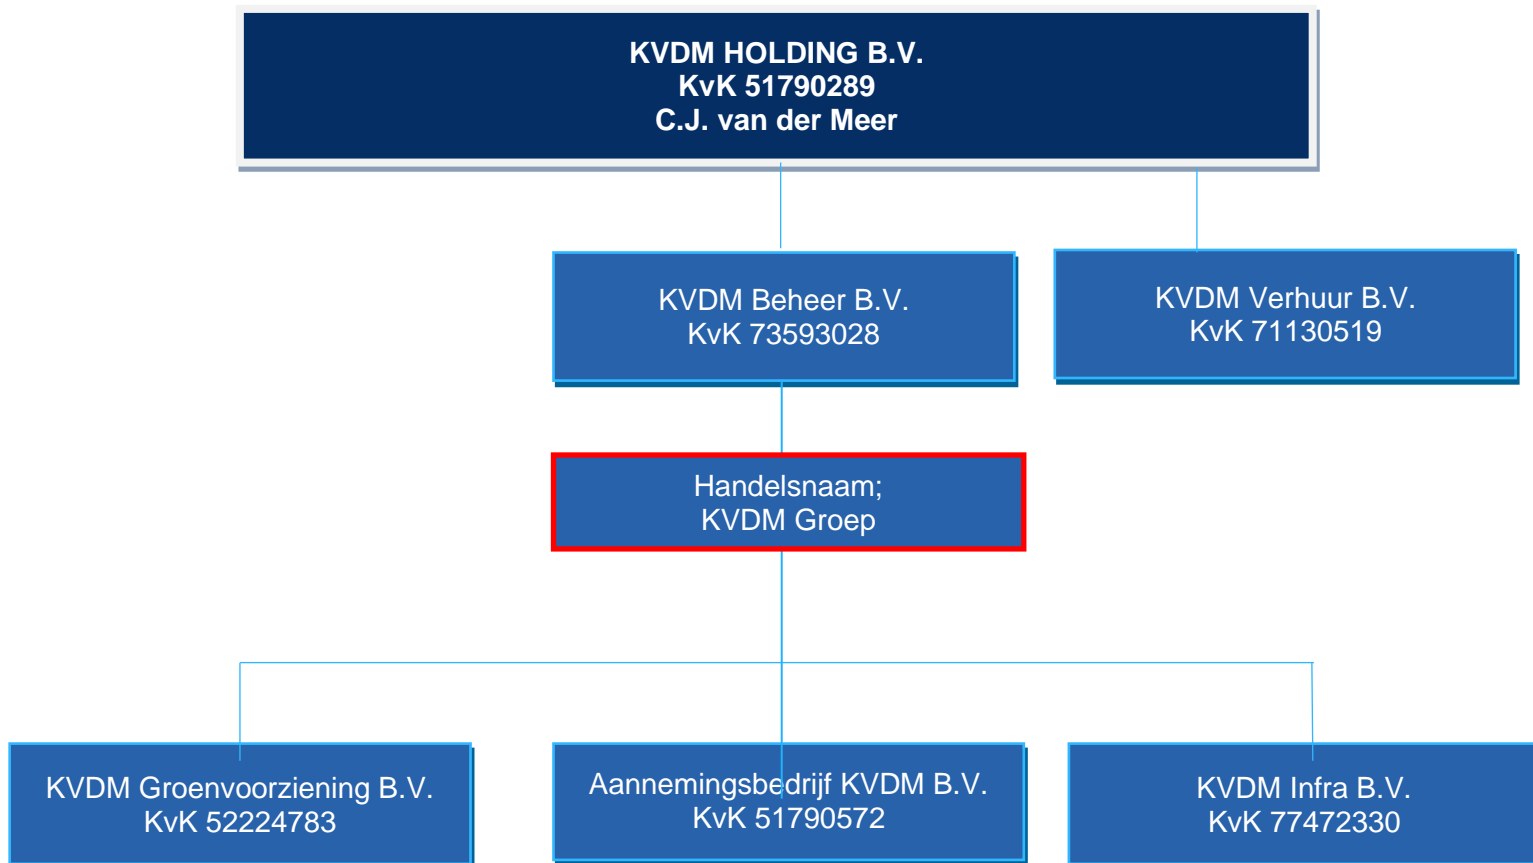 KVDM HOLDING B.V.
KvK 51790289
C.J. van der Meer
KVDM Beheer B.V.
KvK 73593028
KVDM Verhuur B.V.
KvK 71130519
Handelsnaam;
KVDM Groep
KVDM Groenvoorziening B.V.
KvK 52224783
Aannemingsbedrijf KVDM B.V.
KvK 51790572
KVDM Infra B.V.
KvK 77472330